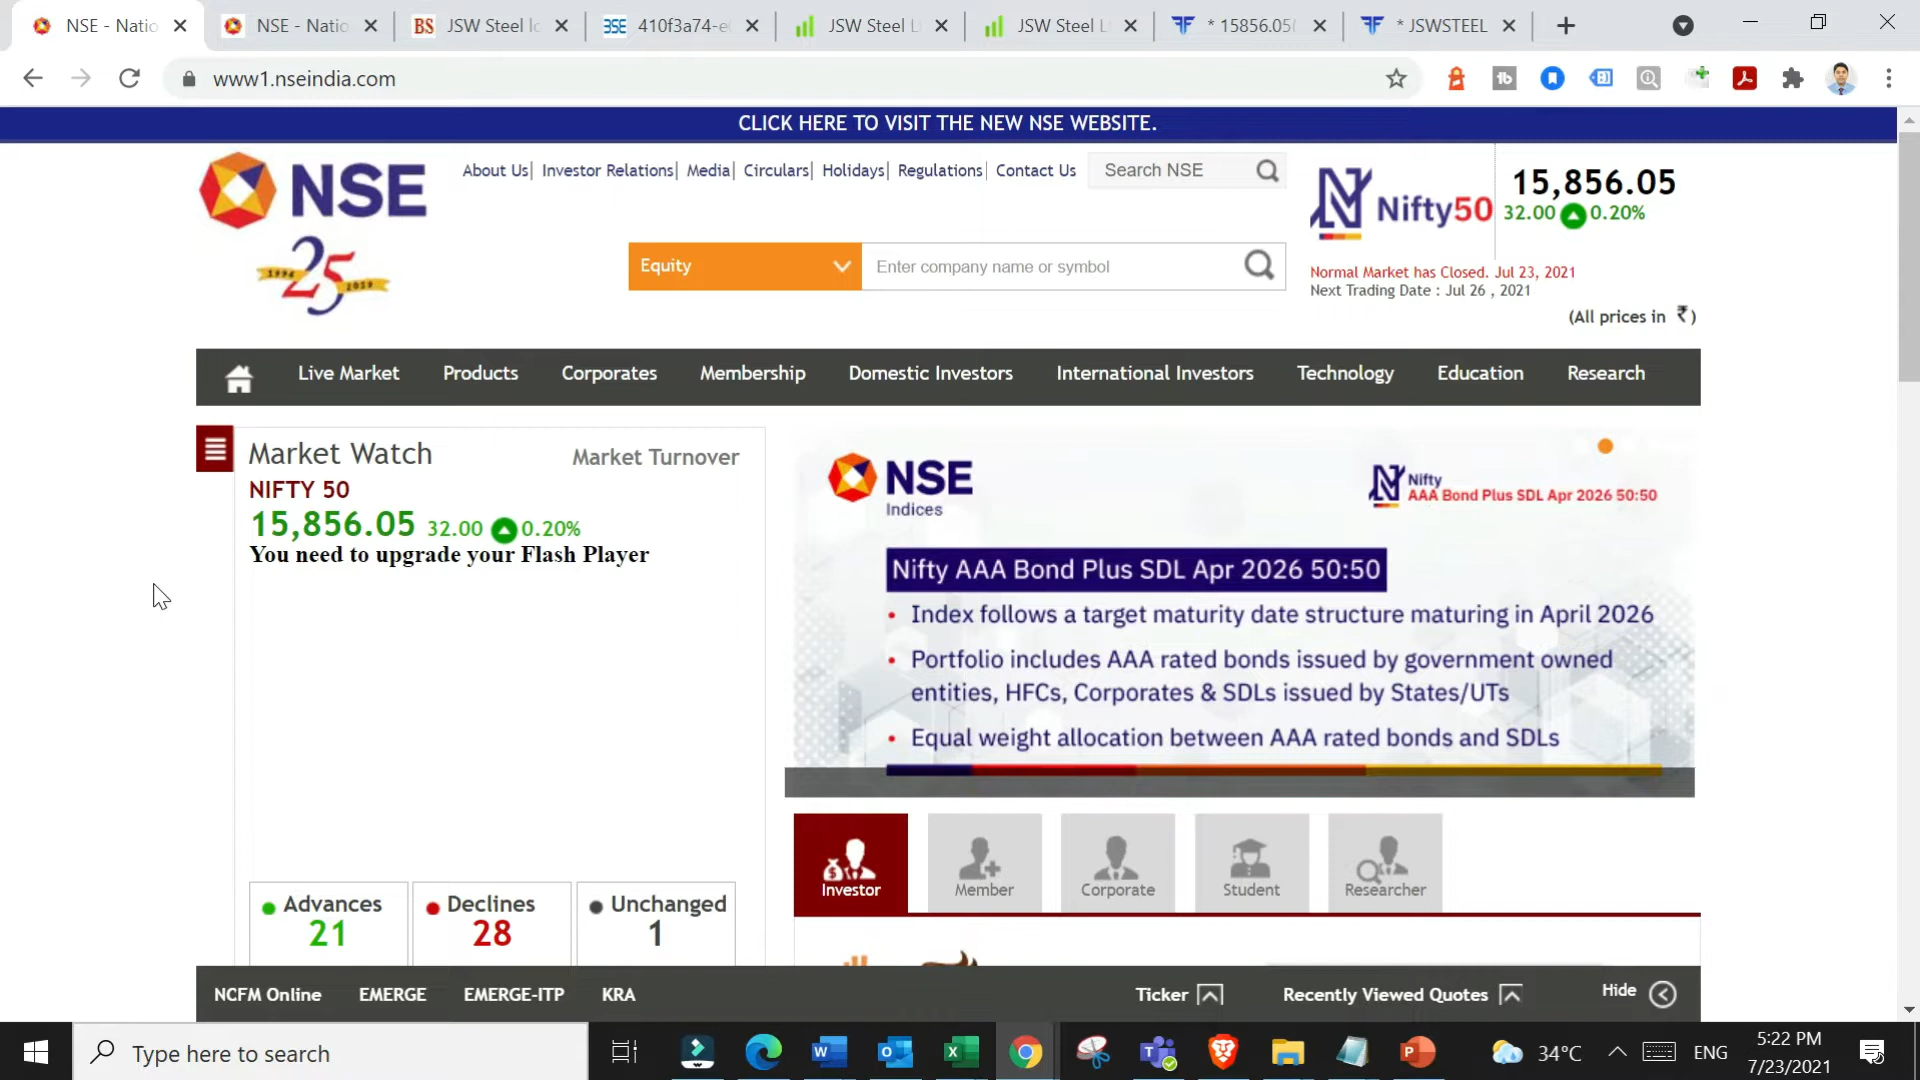 NSE - Natio
NSE - Natio
BS JSW Steel lo
BSE 410f3a74-e
JSW Steel L
JSW Steel L
* 15856.05(
* JSWSTEEL
www1.nseindia.com
CLICK HERE TO VISIT THE NEW NSE WEBSITE.
NSE
25
1994 2019
About Us| Investor Relations| Media| Circulars| Holidays| Regulations| Contact Us
Search NSE
Equity
Enter company name or symbol
Nifty50
15,856.05
32.00 0.20%
Normal Market has Closed. Jul 23, 2021
Next Trading Date : Jul 26 , 2021
(All prices in ₹)
Live Market Products Corporates Membership Domestic Investors International Investors Technology Education Research
Market Watch
Market Turnover
NIFTY 50
15,856.05 32.00 0.20%
You need to upgrade your Flash Player
Advances
21
Declines
28
Unchanged
1
NSE
Indices
Nifty
AAA Bond Plus SDL Apr 2026 50:50
Nifty AAA Bond Plus SDL Apr 2026 50:50
• Index follows a target maturity date structure maturing in April 2026
• Portfolio includes AAA rated bonds issued by government owned
entities, HFCs, Corporates & SDLs issued by States/UTs
• Equal weight allocation between AAA rated bonds and SDLs
Investor
Member
Corporate
Student
Researcher
NCFM Online EMERGE EMERGE-ITP KRA
Ticker
Recently Viewed Quotes
Hide
Type here to search
34°C
ENG
5:22 PM
7/23/2021